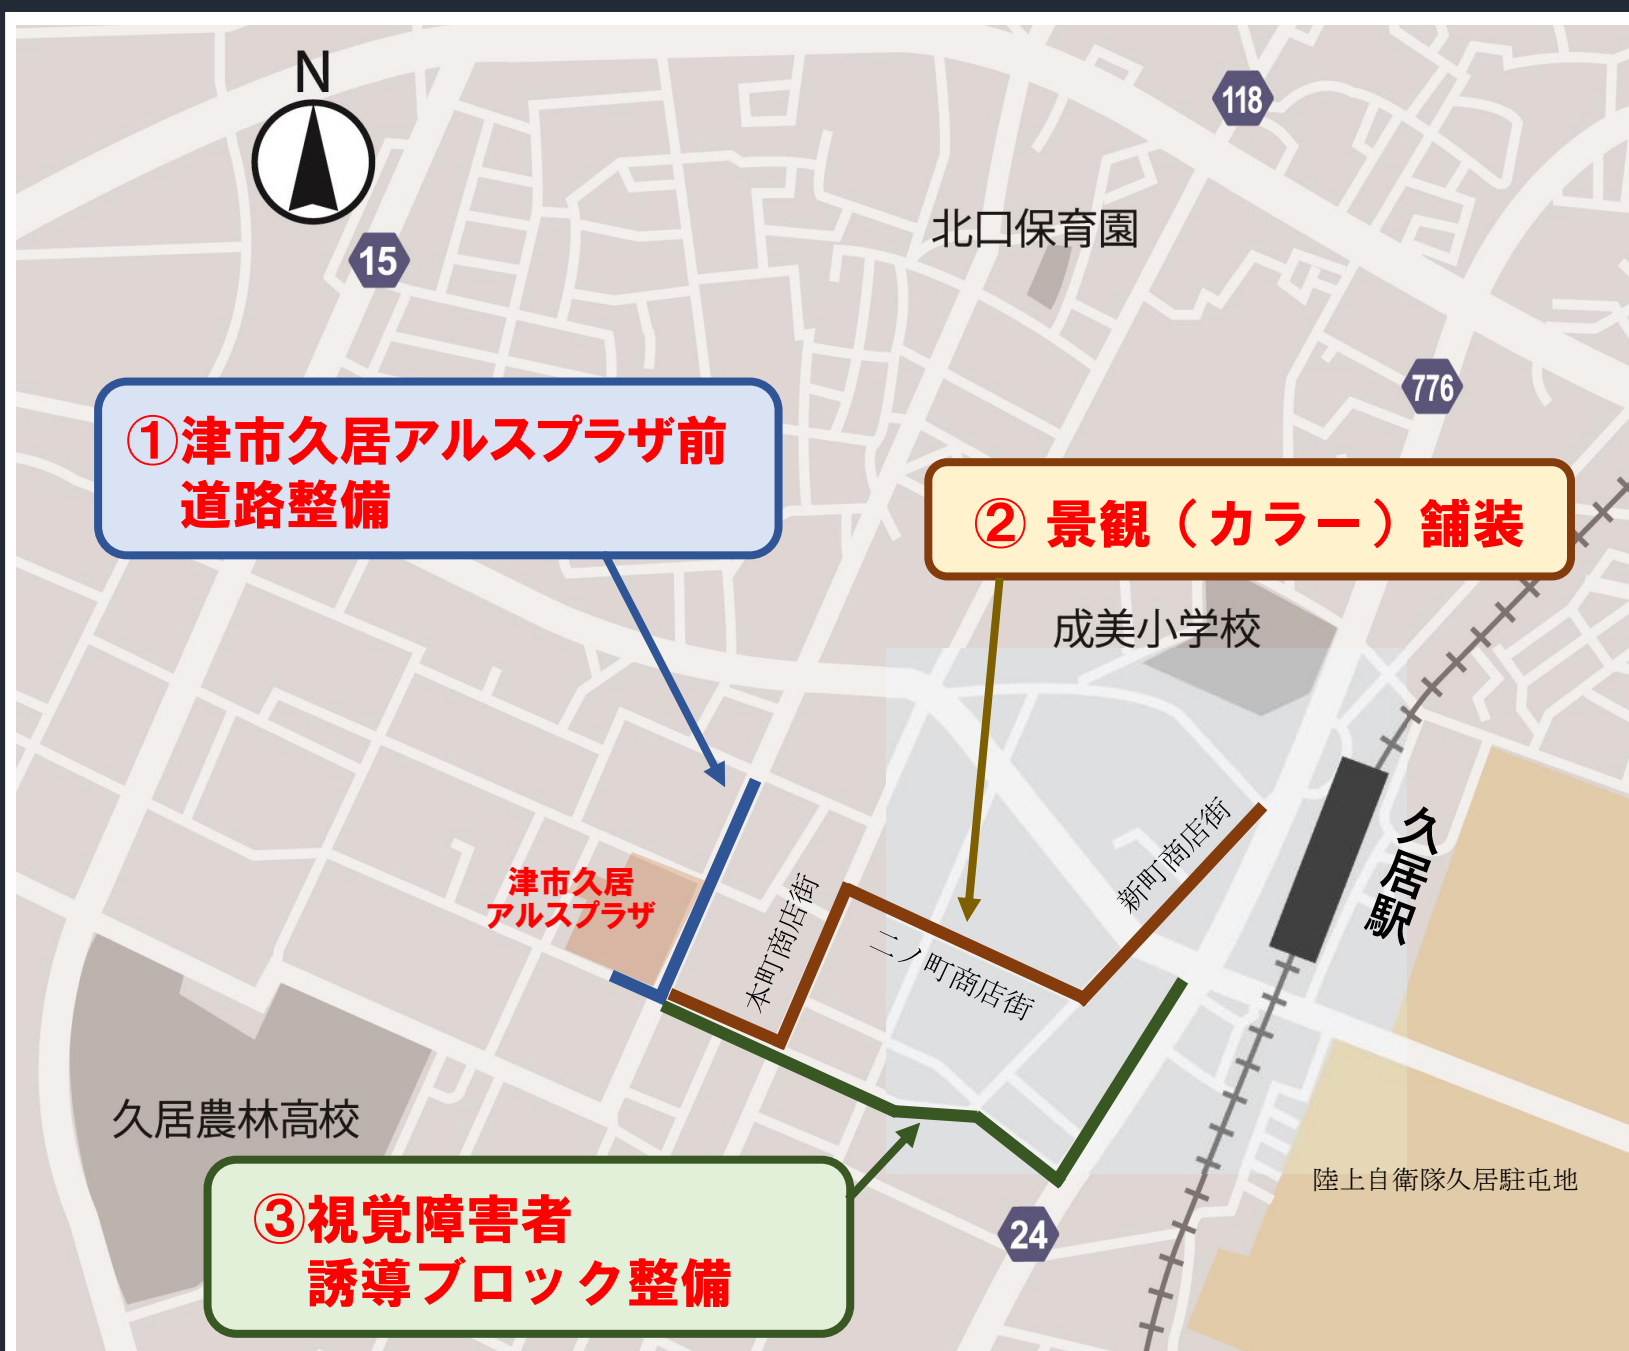 N
118
北口保育園
15
776
①津市久居アルスプラザ前
道路整備
② 景観（カラー）舗装
成美小学校
新町商店街
久居駅
津市久居
アルスプラザ
本町商店街
二ノ町商店街
久居農林高校
陸上自衛隊久居駐屯地
③視覚障害者
誘導ブロック整備
24